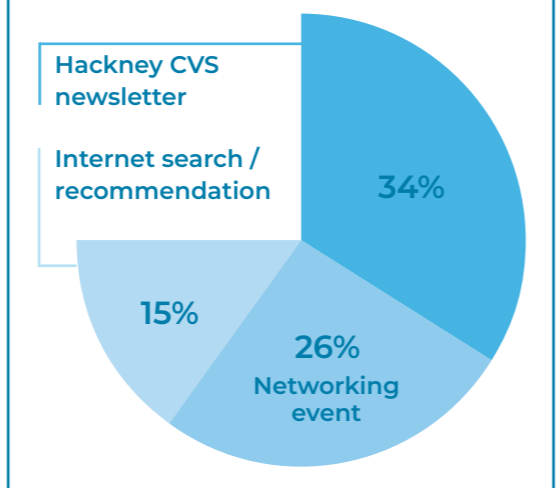 Hackney CVS
newsletter
Internet search /
recommendation
34%
15%
26%
Networking
event